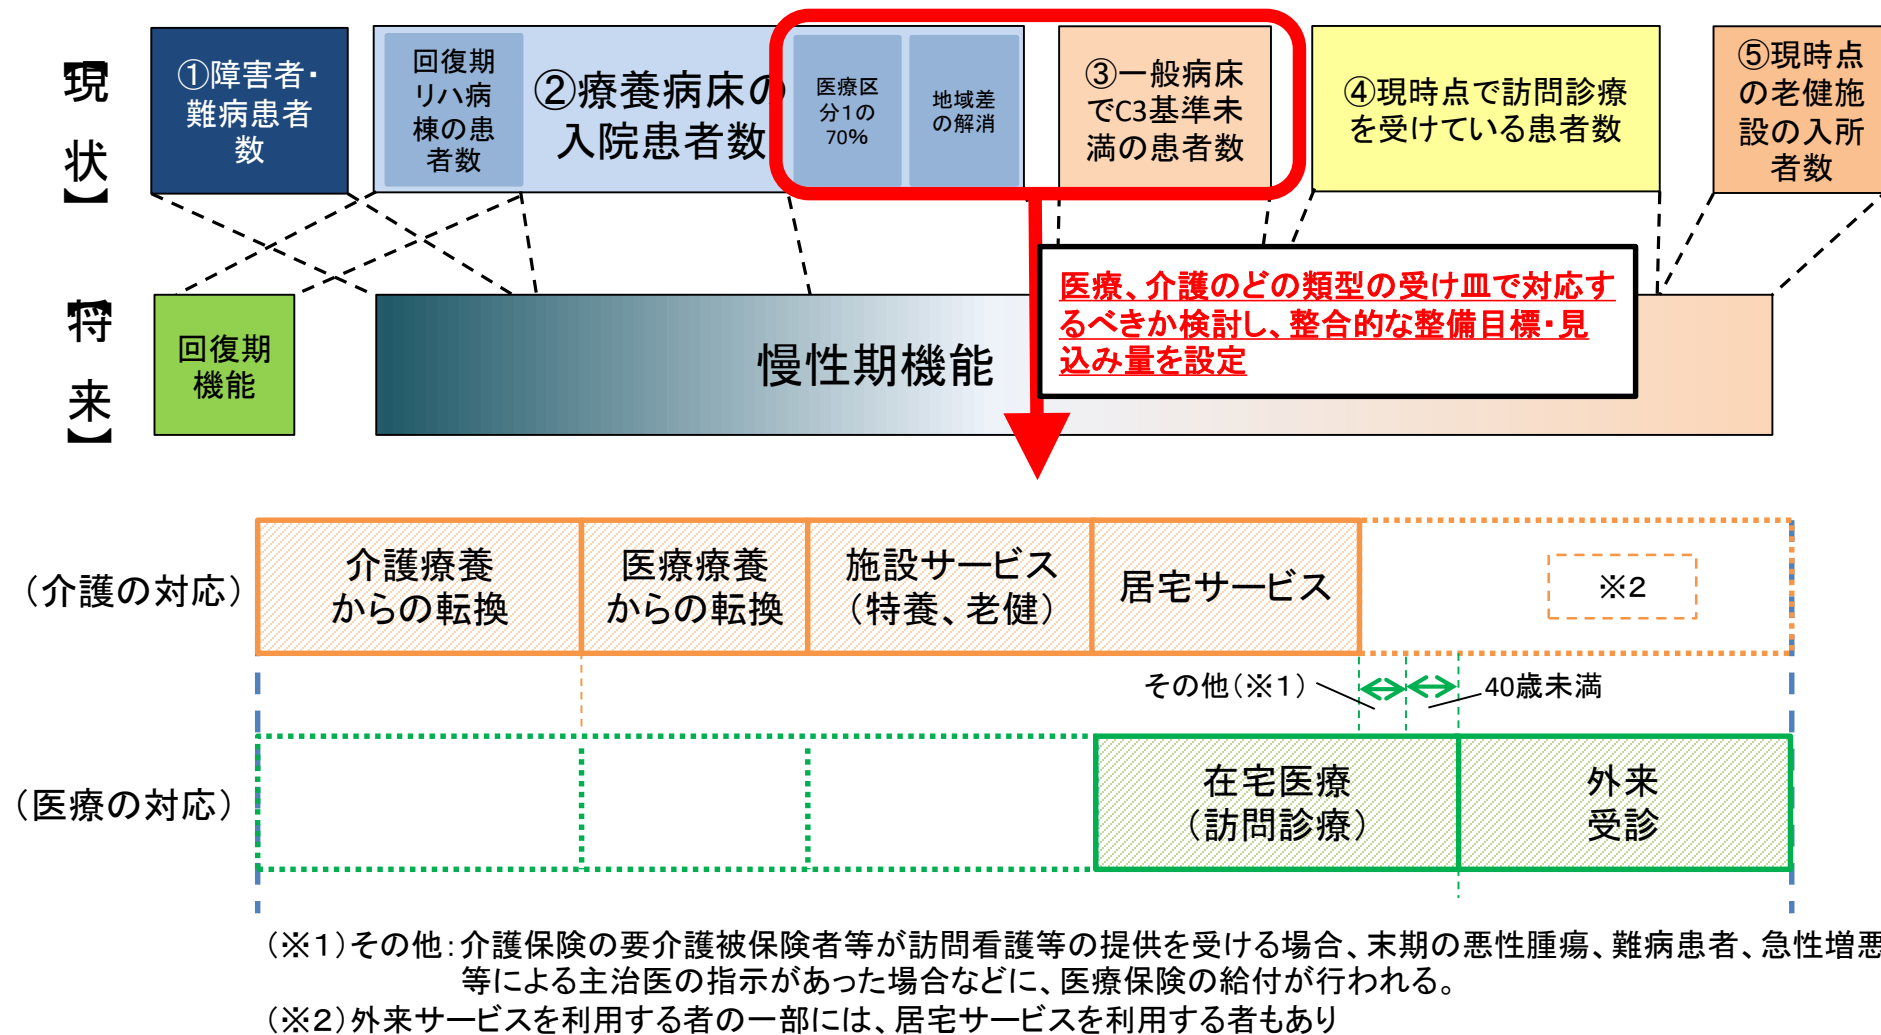 【現状】
①障害者・
難病患者
数
回復期
リハ病
棟の患
者数
②療養病床の
入院患者数
医療区
分1の
70%
地域差
の解消
③一般病床
でC3基準未
満の患者数
④現時点で訪問診療
を受けている患者数
⑤現時点
の老健施
設の入所
者数
【将来】
回復期
機能
慢性期機能
医療、介護のどの類型の受け皿で対応す
るべきか検討し、整合的な整備目標・見
込み量を設定
（介護の対応）
介護療養
からの転換
医療療養
からの転換
施設サービス
（特養、老健）
居宅サービス
※2
その他（※1）
40歳未満
（医療の対応）
在宅医療
（訪問診療）
外来
受診
（※1）その他：介護保険の要介護被保険者等が訪問看護等の提供を受ける場合、末期の悪性腫瘍、難病患者、急性増悪
等による主治医の指示があった場合などに、医療保険の給付が行われる。
（※2）外来サービスを利用する者の一部には、居宅サービスを利用する者もあり